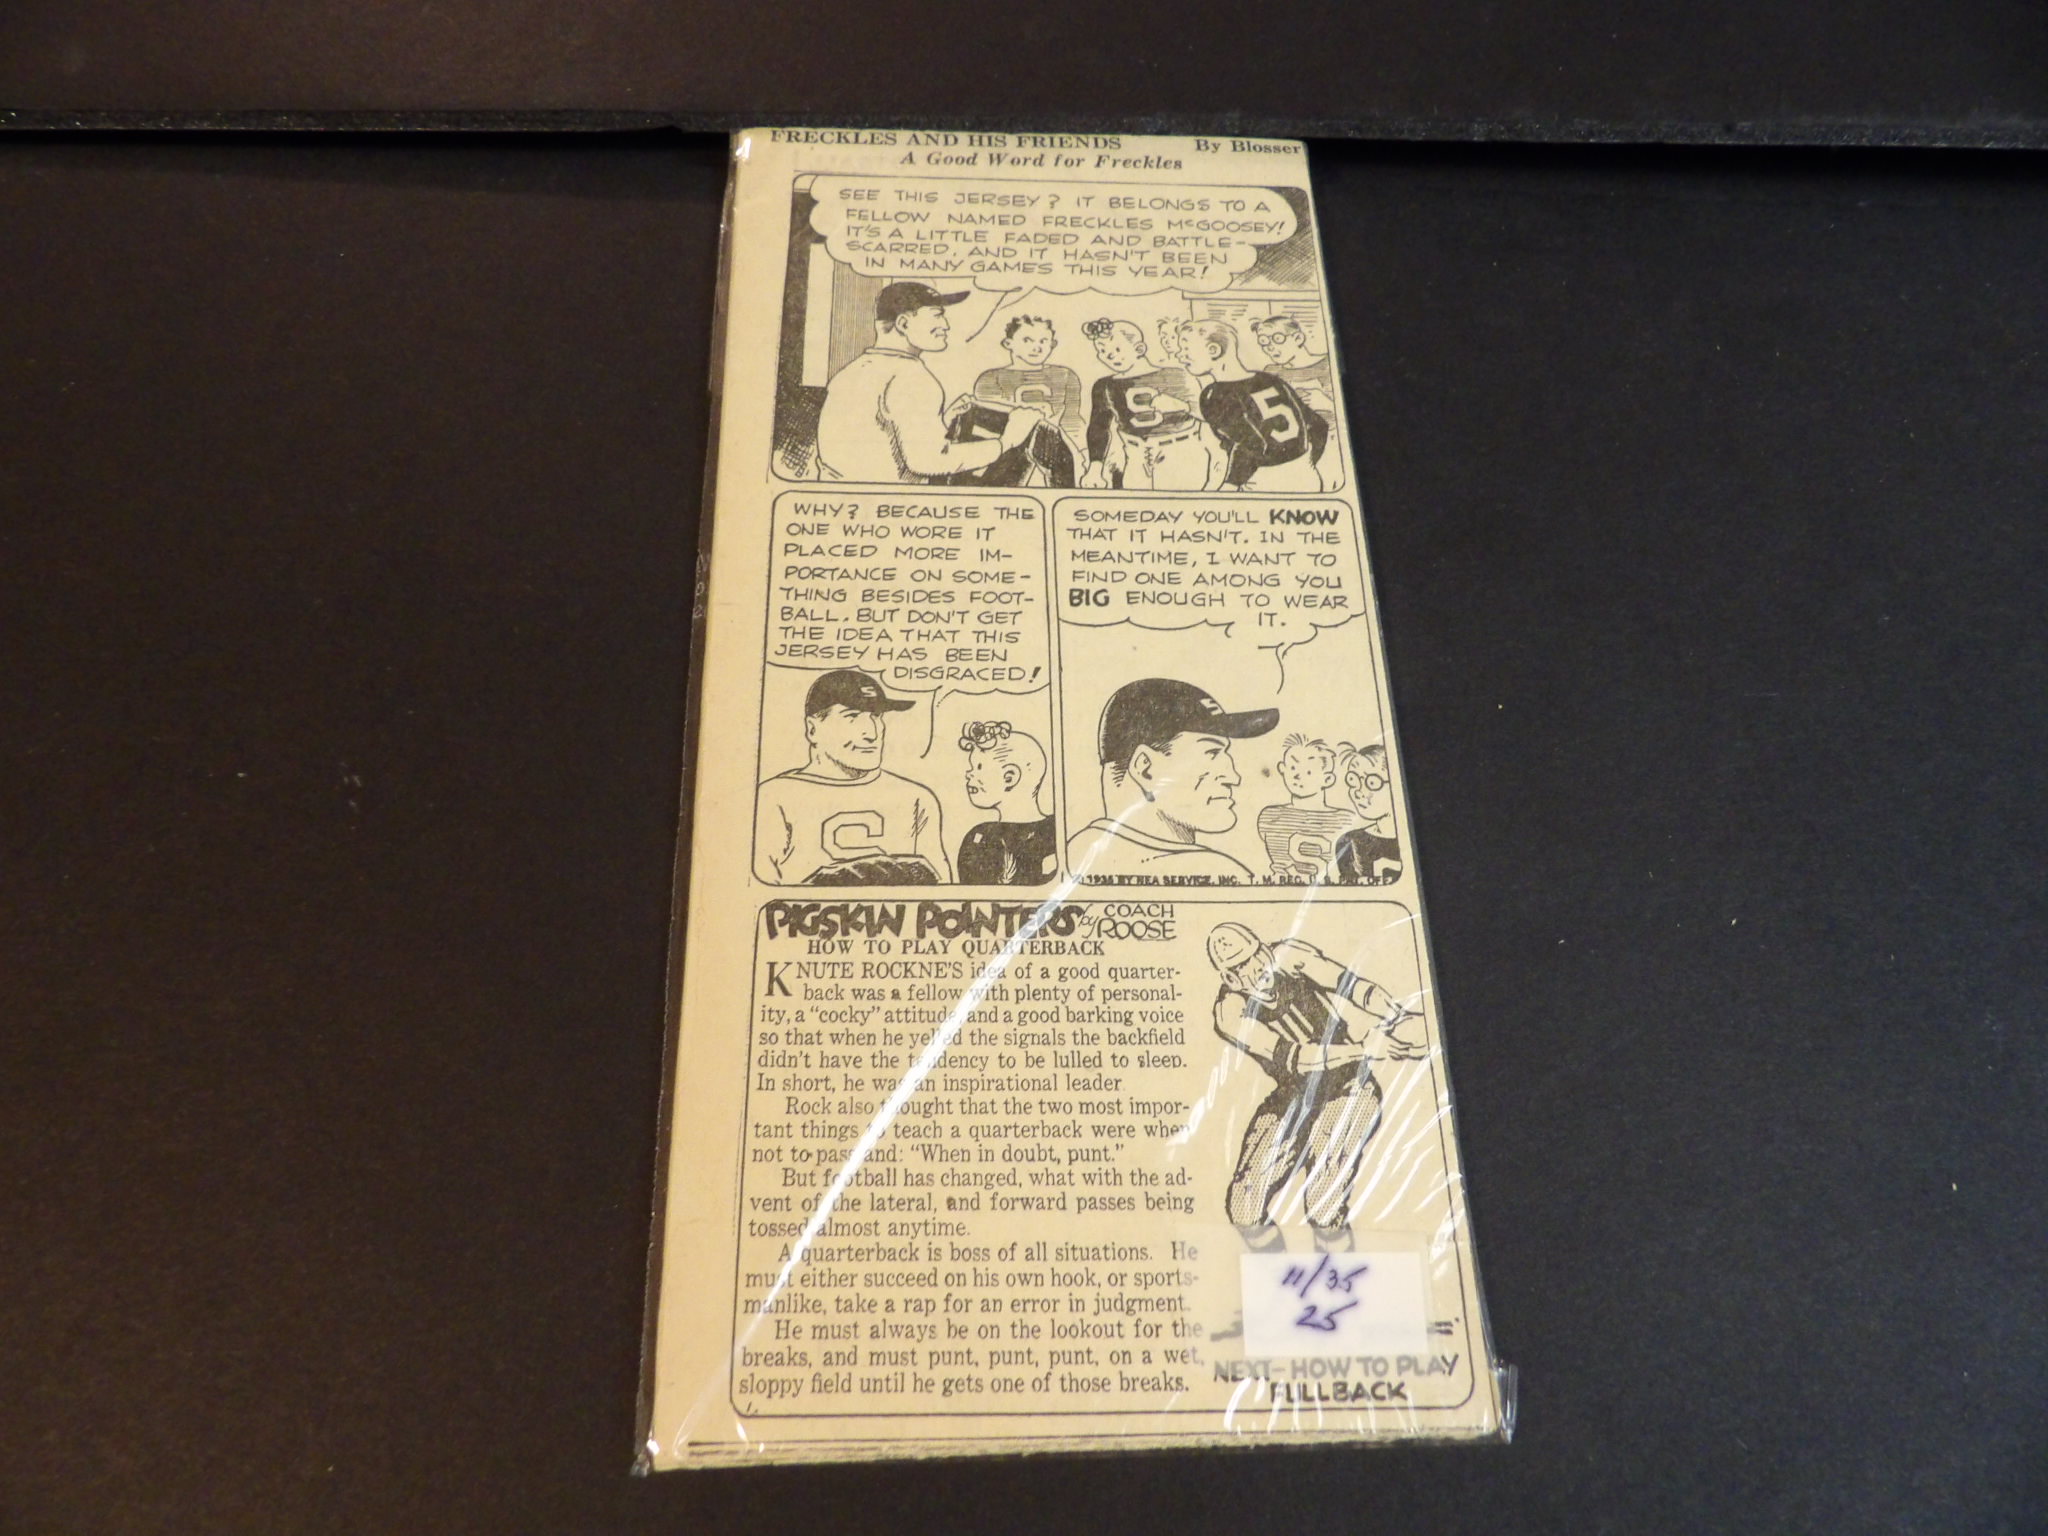 FRECKLES AND HIS FRIENDS By Blosser
A Good Word for Freckles
SEE THIS JERSEY? IT BELONGS TO A
FELLOW NAMED FRECKLES McGOOSEY!
IT'S A LITTLE FADED AND BATTLE-
SCARRED, AND IT HASN'T BEEN
IN MANY GAMES THIS YEAR!
S
S
5
WHY? BECAUSE THE
ONE WHO WORE IT
PLACED MORE IM-
PORTANCE ON SOME-
THING BESIDES FOOT-
BALL. BUT DON'T GET
THE IDEA THAT THIS
JERSEY HAS BEEN
DISGRACED!
S
S
SOMEDAY YOU'LL KNOW
THAT IT HASN'T. IN THE
MEANTIME, I WANT TO
FIND ONE AMONG YOU
BIG ENOUGH TO WEAR
IT.
S
S
BY NEA SERVICE, INC. T. M. REG. U. S. PAT. OFF.
PIGSKIN POINTERS by COACH
ROOSE
HOW TO PLAY QUARTERBACK
KNUTE ROCKNE'S idea of a good quarter-
back was a fellow with plenty of personal-
ity, a "cocky" attitude, and a good barking voice
so that when he yelled the signals the backfield
didn't have the tendency to be lulled to sleep.
In short, he was an inspirational leader.
Rock also thought that the two most impor-
tant things to teach a quarterback were when
not to pass and: "When in doubt, punt."
But football has changed, what with the ad-
vent of the lateral, and forward passes being
tossed almost anytime.
A quarterback is boss of all situations. He
must either succeed on his own hook, or sports-
manlike, take a rap for an error in judgment.
He must always be on the lookout for the
breaks, and must punt, punt, punt, on a wet,
sloppy field until he gets one of those breaks.
11
11/35
25
NEXT- HOW TO PLAY
FULLBACK